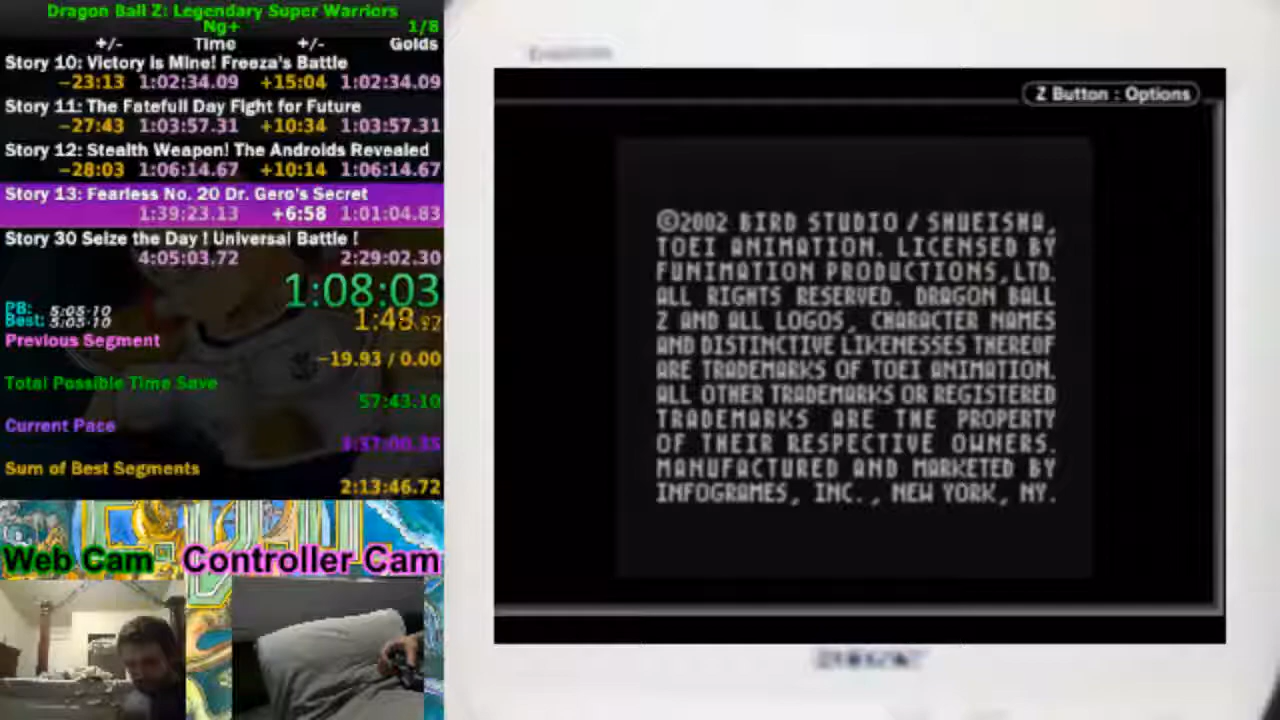 Dragon Ball Z: Legendary Super Warriors
Ng+ 1/8
+/- Time +/- Golds
Story 10: Victory Is Mine! Freeza's Battle
-23:13 1:02:34.09 +15:04 1:02:34.09
Story 11: The Fatefull Day Fight for Future
-27:43 1:03:57.31 +10:34 1:03:57.31
Story 12: Stealth Weapon! The Androids Revealed
-28:03 1:06:14.67 +10:14 1:06:14.67
Story 13: Fearless No. 20 Dr. Gero's Secret
1:39:23.13 +6:58 1:01:04.83
Story 30 Seize the Day ! Universal Battle !
4:05:03.72 2:29:02.30
1:08:03
PB: 5:05:10
Best: 5:05:10
Previous Segment
-19.93 / 0.00
Total Possible Time Save
57:43.10
Current Pace
Sum of Best Segments
2:13:46.72
Web Cam Controller Cam
Z Button : Options
©2002 BIRD STUDIO / SHUEISHA,
TOEI ANIMATION. LICENSED BY
FUNIMATION PRODUCTIONS,LTD.
ALL RIGHTS RESERVED. DRAGON BALL
Z AND ALL LOGOS, CHARACTER NAMES
AND DISTINCTIVE LIKENESSES THEREOF
ARE TRADEMARKS OF TOEI ANIMATION.
ALL OTHER TRADEMARKS OR REGISTERED
TRADEMARKS ARE THE PROPERTY
OF THEIR RESPECTIVE OWNERS.
MANUFACTURED AND MARKETED BY
INFOGRAMES, INC., NEW YORK, NY.